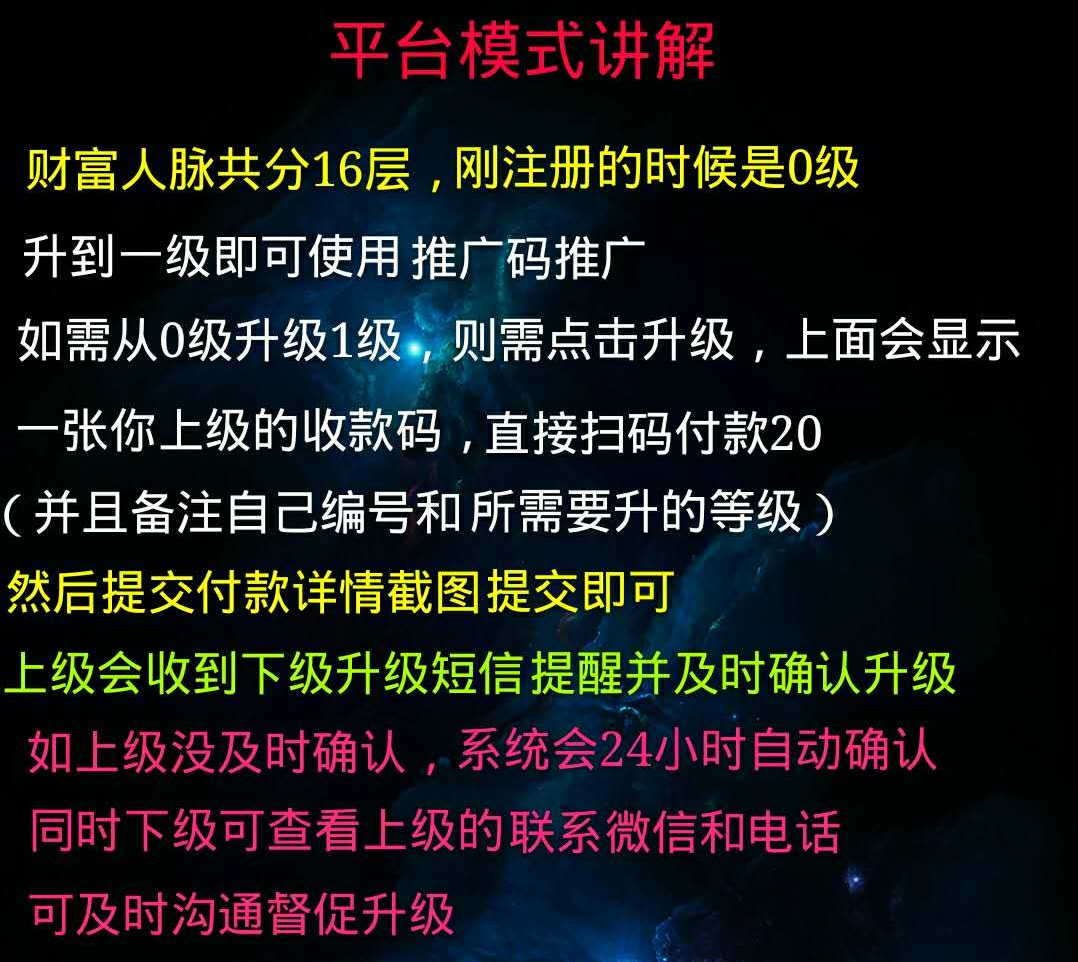 平台模式讲解
财富人脉共分16层，刚注册的时候是0级
升到一级即可使用推广码推广
如需从0级升级1级，则需点击升级，上面会显示
一张你上级的收款码，直接扫码付款20
（并且备注自己编号和所需要升的等级）
然后提交付款详情截图提交即可
上级会收到下级升级短信提醒并及时确认升级
如上级没及时确认，系统会24小时自动确认
同时下级可查看上级的联系微信和电话
可及时沟通督促升级